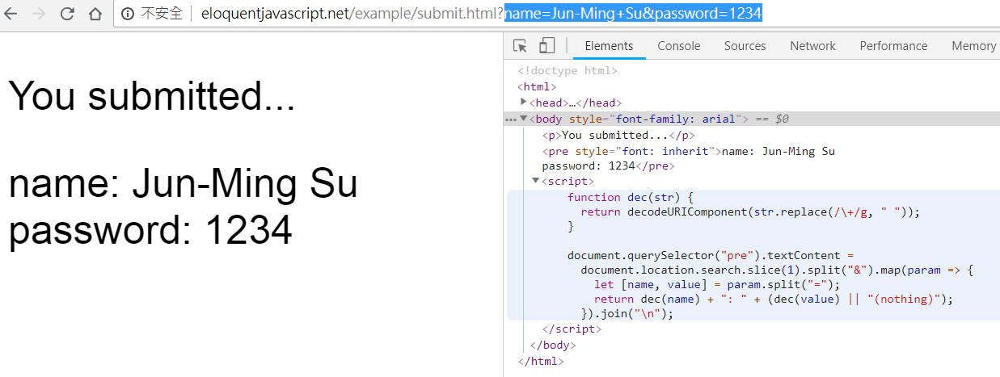 不安全 eloquentjavascript.net/example/submit.html?name=Jun-Ming+Su&password=1234
You submitted...
name: Jun-Ming Su
password: 1234
Elements Console Sources Network Performance Memory
<!doctype html>
<html>
<head>…</head>
<body style="font-family: arial"> == $0
<p>You submitted...</p>
<pre style="font: inherit">name: Jun-Ming Su
password: 1234</pre>
<script>
function dec(str) {
return decodeURIComponent(str.replace(/\+/g, " "));
}
document.querySelector("pre").textContent =
document.location.search.slice(1).split("&").map(param => {
let [name, value] = param.split("=");
return dec(name) + ": " + (dec(value) || "(nothing)");
}).join("\n");
</script>
</body>
</html>